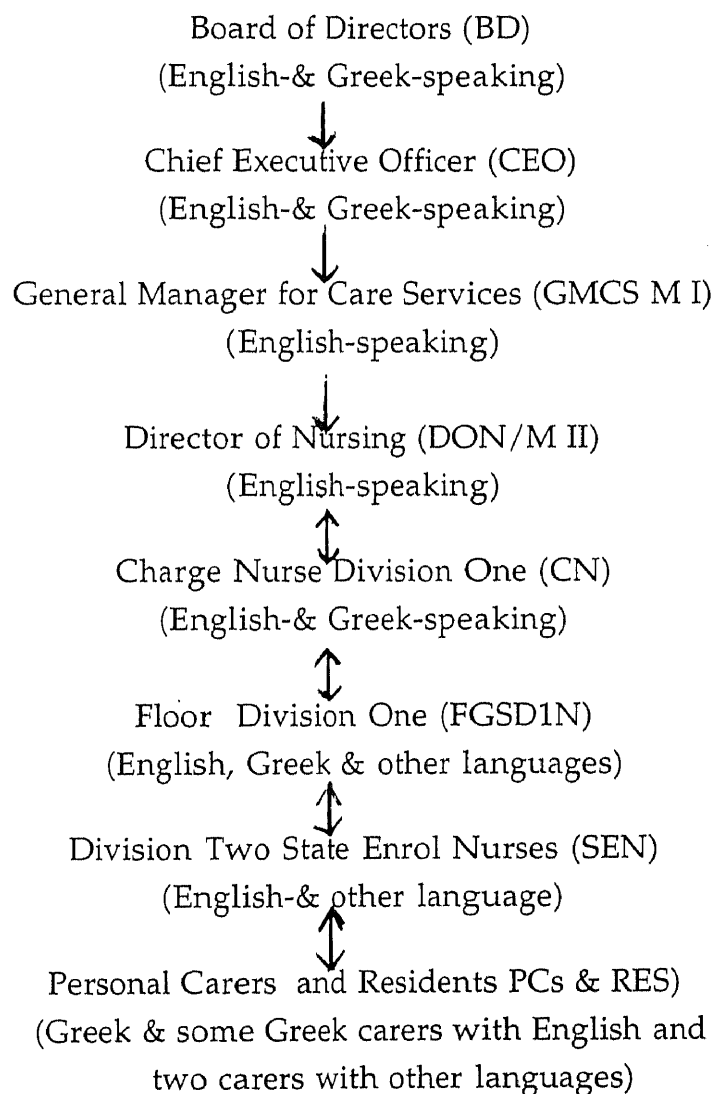 Board of Directors (BD)
(English-& Greek-speaking)
Chief Executive Officer (CEO)
(English-& Greek-speaking)
General Manager for Care Services (GMCS M I)
(English-speaking)
Director of Nursing (DON/M II)
(English-speaking)
Charge Nurse Division One (CN)
(English-& Greek-speaking)
Floor Division One (FGSD1N)
(English, Greek & other languages)
Division Two State Enrol Nurses (SEN)
(English-& other language)
Personal Carers and Residents PCs & RES)
(Greek & some Greek carers with English and
two carers with other languages)